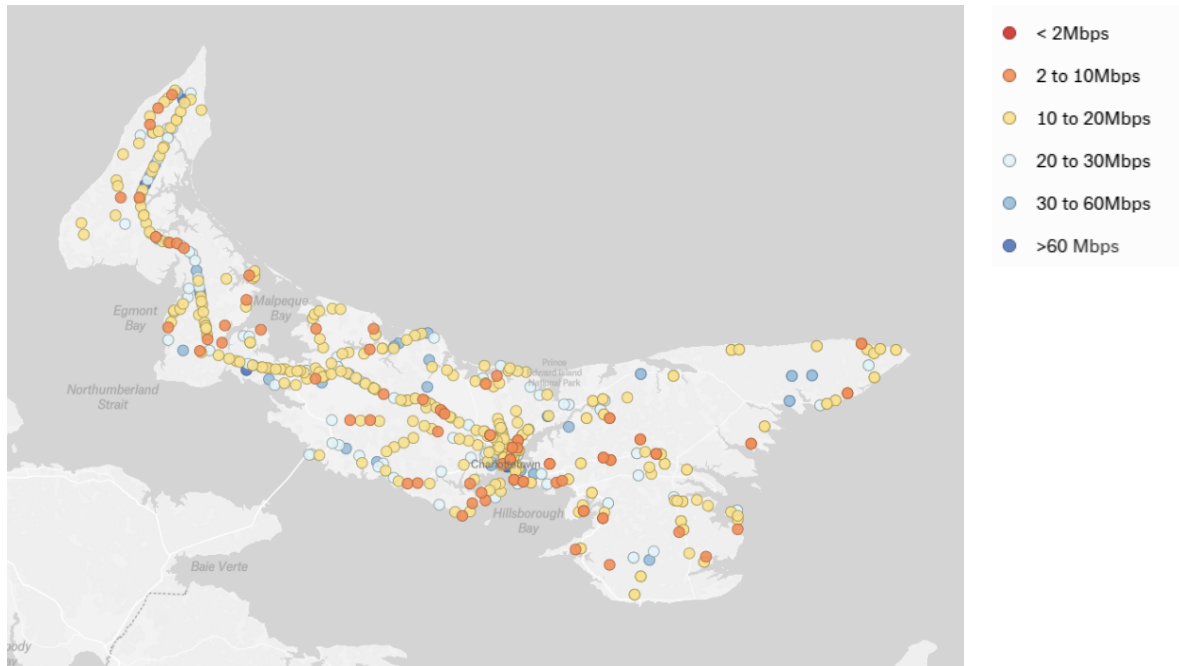 < 2Mbps
2 to 10Mbps
10 to 20Mbps
20 to 30Mbps
30 to 60Mbps
>60 Mbps
Egmont
Bay
Malpeque
Bay
Northumberland
Strait
Prince
Edward Island
National Park
Charlottetown
Hillsborough
Bay
Baie Verte